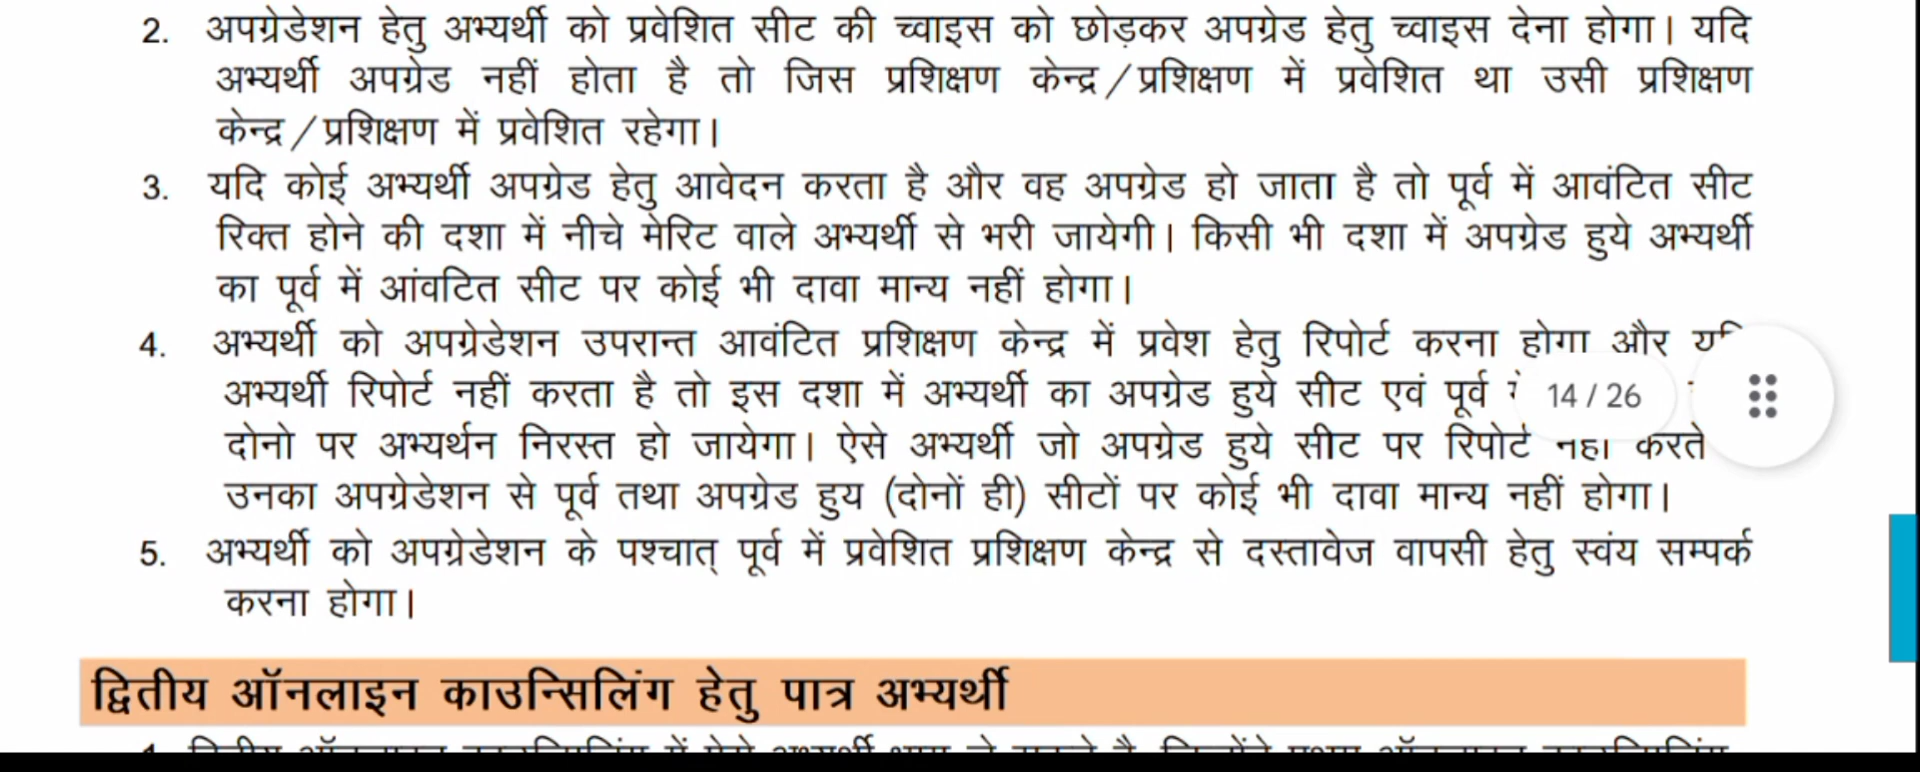 2. अपग्रेडेशन हेतु अभ्यर्थी को प्रवेशित सीट की च्वाइस को छोड़कर अपग्रेड हेतु च्वाइस देना होगा। यदि
अभ्यर्थी अपग्रेड नहीं होता है तो जिस प्रशिक्षण केन्द्र/प्रशिक्षण में प्रवेशित था उसी प्रशिक्षण
केन्द्र/प्रशिक्षण में प्रवेशित रहेगा।
3. यदि कोई अभ्यर्थी अपग्रेड हेतु आवेदन करता है और वह अपग्रेड हो जाता है तो पूर्व में आवंटित सीट
रिक्त होने की दशा में नीचे मेरिट वाले अभ्यर्थी से भरी जायेगी। किसी भी दशा में अपग्रेड हुये अभ्यर्थी
का पूर्व में आंवटित सीट पर कोई भी दावा मान्य नहीं होगा।
4. अभ्यर्थी को अपग्रेडेशन उपरान्त आवंटित प्रशिक्षण केन्द्र में प्रवेश हेतु रिपोर्ट करना होगा और
अभ्यर्थी रिपोर्ट नहीं करता है तो इस दशा में अभ्यर्थी का अपग्रेड हुये सीट एवं पूर्व 14 / 26
दोनो पर अभ्यर्थन निरस्त हो जायेगा। ऐसे अभ्यर्थी जो अपग्रेड हुये सीट पर रिपोर्ट नहीं करते
उनका अपग्रेडेशन से पूर्व तथा अपग्रेड हुय (दोनों ही) सीटों पर कोई भी दावा मान्य नहीं होगा।
5. अभ्यर्थी को अपग्रेडेशन के पश्चात् पूर्व में प्रवेशित प्रशिक्षण केन्द्र से दस्तावेज वापसी हेतु स्वंय सम्पर्क
करना होगा।
द्वितीय ऑनलाइन काउन्सिलिंग हेतु पात्र अभ्यर्थी